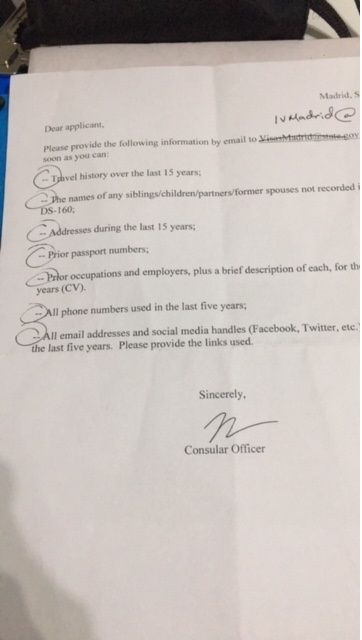 Madrid, S
IVMadrid@
Dear applicant,
Please provide the following information by email to VisasMadrid@state.gov
soon as you can:
-- Travel history over the last 15 years;
-- The names of any siblings/children/partners/former spouses not recorded i
DS-160;
-- Addresses during the last 15 years;
-- Prior passport numbers;
-- Prior occupations and employers, plus a brief description of each, for the
years (CV).
-- All phone numbers used in the last five years;
-- All email addresses and social media handles (Facebook, Twitter, etc.
the last five years. Please provide the links used.
Sincerely,
Consular Officer